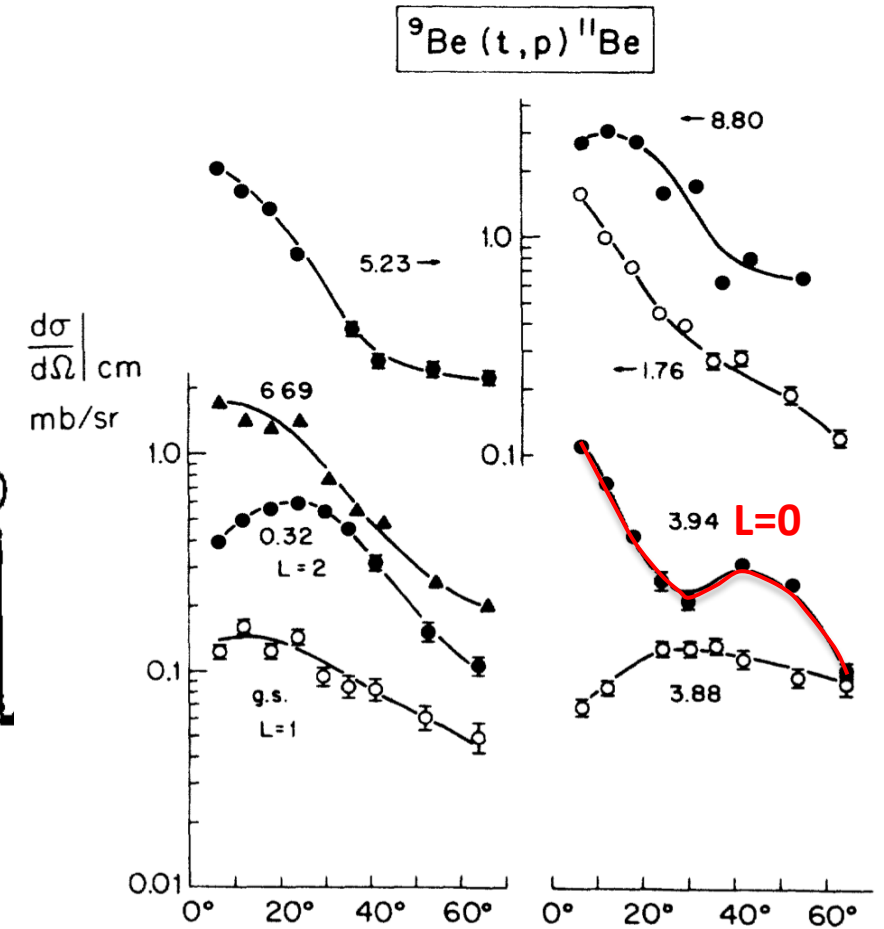 ⁹Be (t,p) ¹¹Be
← 8.80
1.0
5.23 →
← 1.76
dσ
dΩ | cm
mb/sr
6 69
1.0
0.1
3.94 L=0
0.32
L = 2
0.1
g.s.
L=1
3.88
0.01
0° 20° 40° 60°
0° 20° 40° 60°